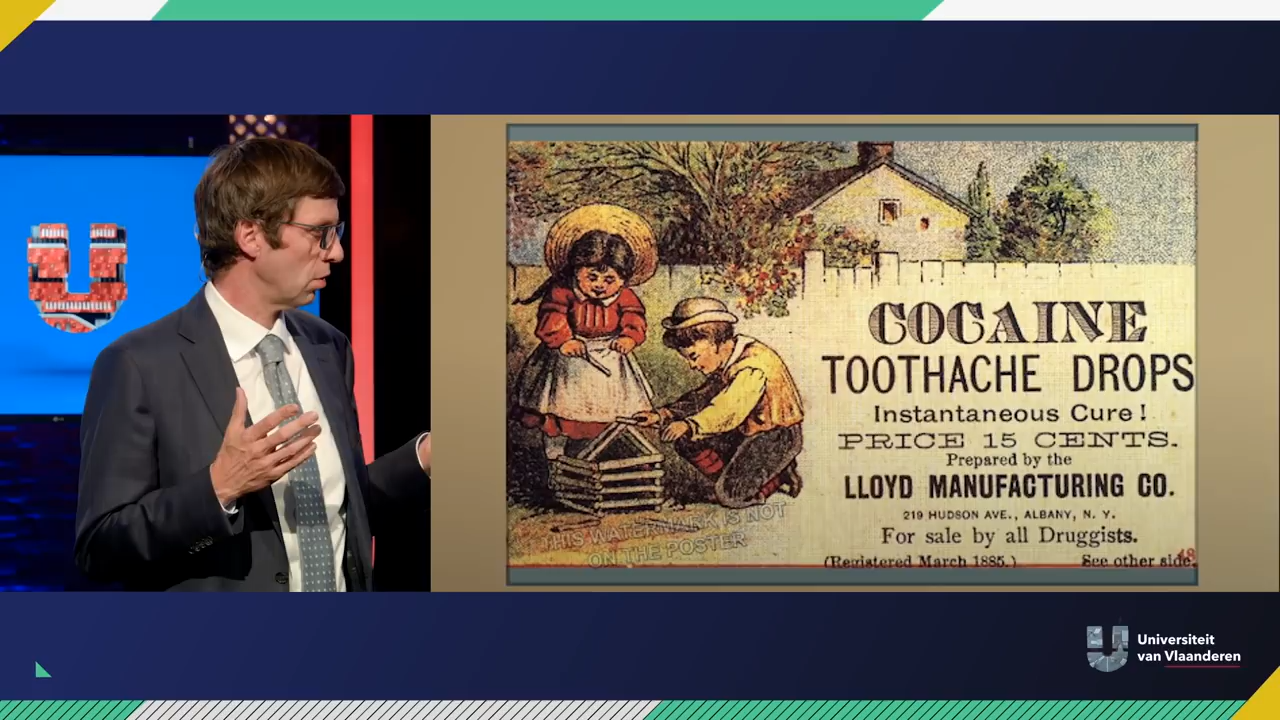 COCAINE
TOOTHACHE DROPS
Instantaneous Cure!
PRICE 15 CENTS.
Prepared by the
LLOYD MANUFACTURING CO.
219 HUDSON AVE., ALBANY, N. Y.
For sale by all Druggists.
(Registered March 1885.) See other side.
48
THIS WATERMARK IS NOT
ON THE POSTER
U
Universiteit
van Vlaanderen